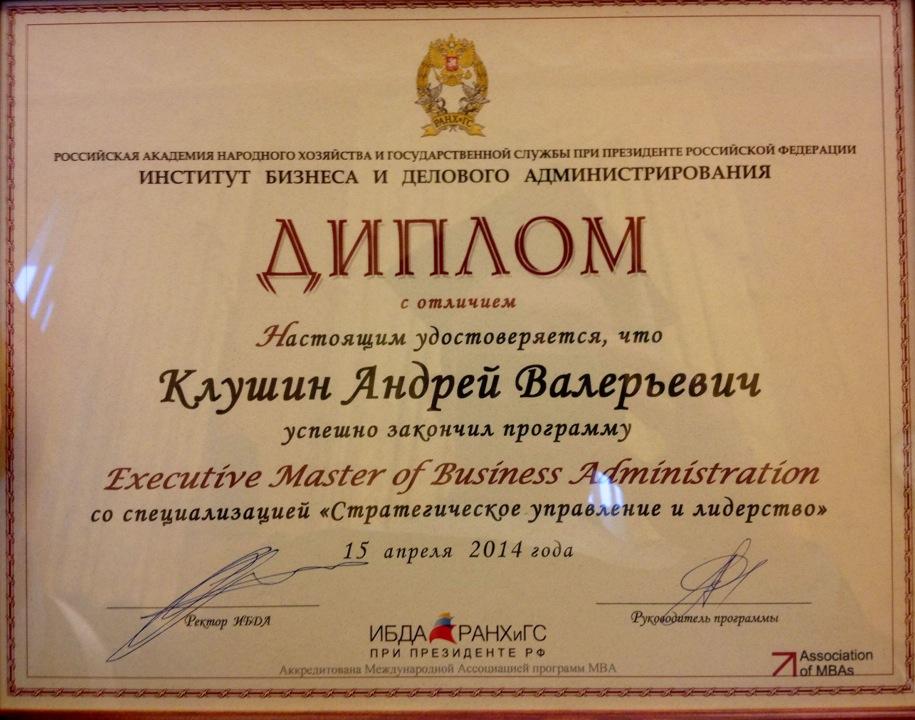 РАНХиГС
РОССИЙСКАЯ АКАДЕМИЯ НАРОДНОГО ХОЗЯЙСТВА И ГОСУДАРСТВЕННОЙ СЛУЖБЫ ПРИ ПРЕЗИДЕНТЕ РОССИЙСКОЙ ФЕДЕРАЦИИ
ИНСТИТУТ БИЗНЕСА И ДЕЛОВОГО АДМИНИСТРИРОВАНИЯ
ДИПЛОМ
с отличием
Настоящим удостоверяется, что
Клушин Андрей Валерьевич
успешно закончил программу
Executive Master of Business Administration
со специализацией «Стратегическое управление и лидерство»
15 апреля 2014 года
Ректор ИБДА
Руководитель программы
ИБДА РАНХиГС
ПРИ ПРЕЗИДЕНТЕ РФ
Аккредитована Международной Ассоциацией программ MBA
Association
of MBAs